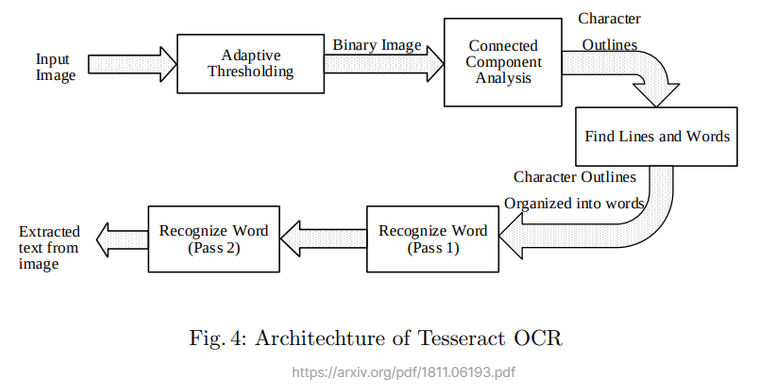 Input
Image
Adaptive
Thresholding
Binary Image
Connected
Component
Analysis
Character
Outlines
Find Lines and Words
Character Outlines
Organized into words
Recognize Word
(Pass 1)
Recognize Word
(Pass 2)
Extracted
text from
image
Fig. 4: Architechture of Tesseract OCR
https://arxiv.org/pdf/1811.06193.pdf